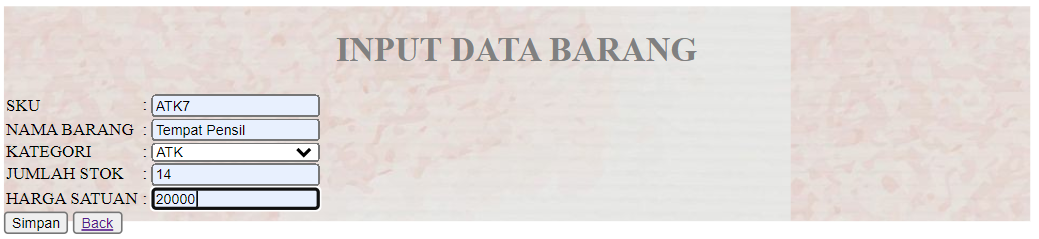 INPUT DATA BARANG
SKU : ATK7
NAMA BARANG : Tempat Pensil
KATEGORI : ATK
JUMLAH STOK : 14
HARGA SATUAN : 20000
Simpan Back